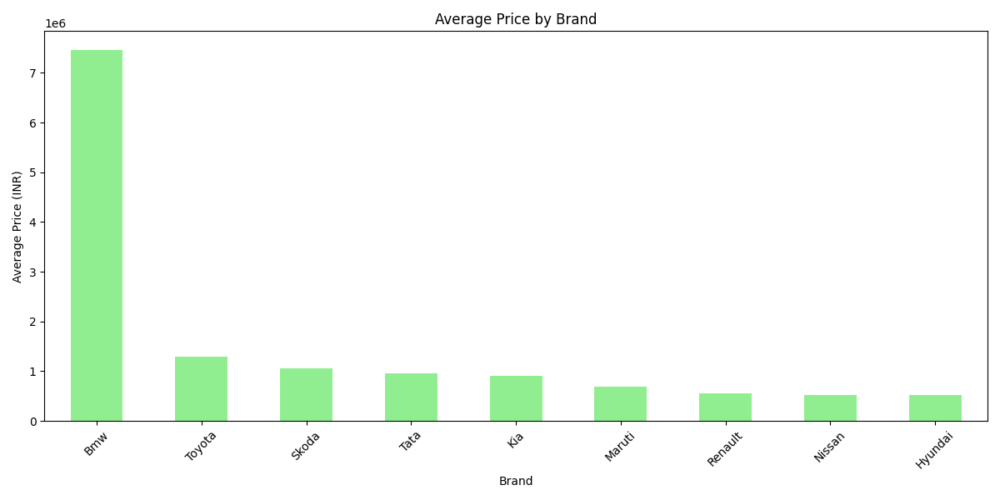 Average Price by Brand
1e6
7
6
5
4
3
2
1
0
Average Price (INR)
Bmw
Toyota
Skoda
Tata
Kia
Maruti
Renault
Nissan
Hyundai
Brand